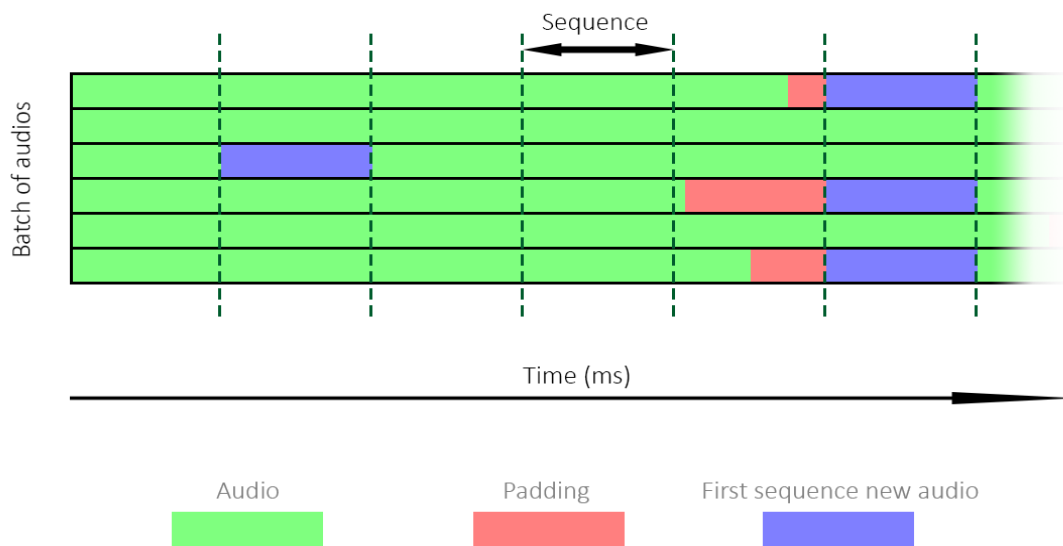 Sequence
Batch of audios
Time (ms)
Audio
Padding
First sequence new audio